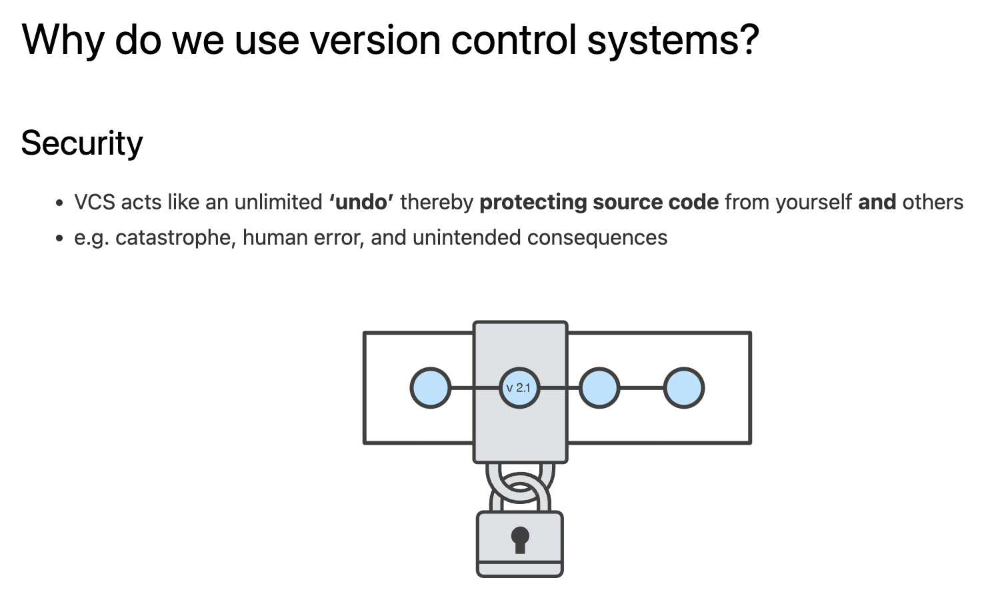 Why do we use version control systems?
Security
• VCS acts like an unlimited ‘undo’ thereby protecting source code from yourself and others
• e.g. catastrophe, human error, and unintended consequences
v 2.1